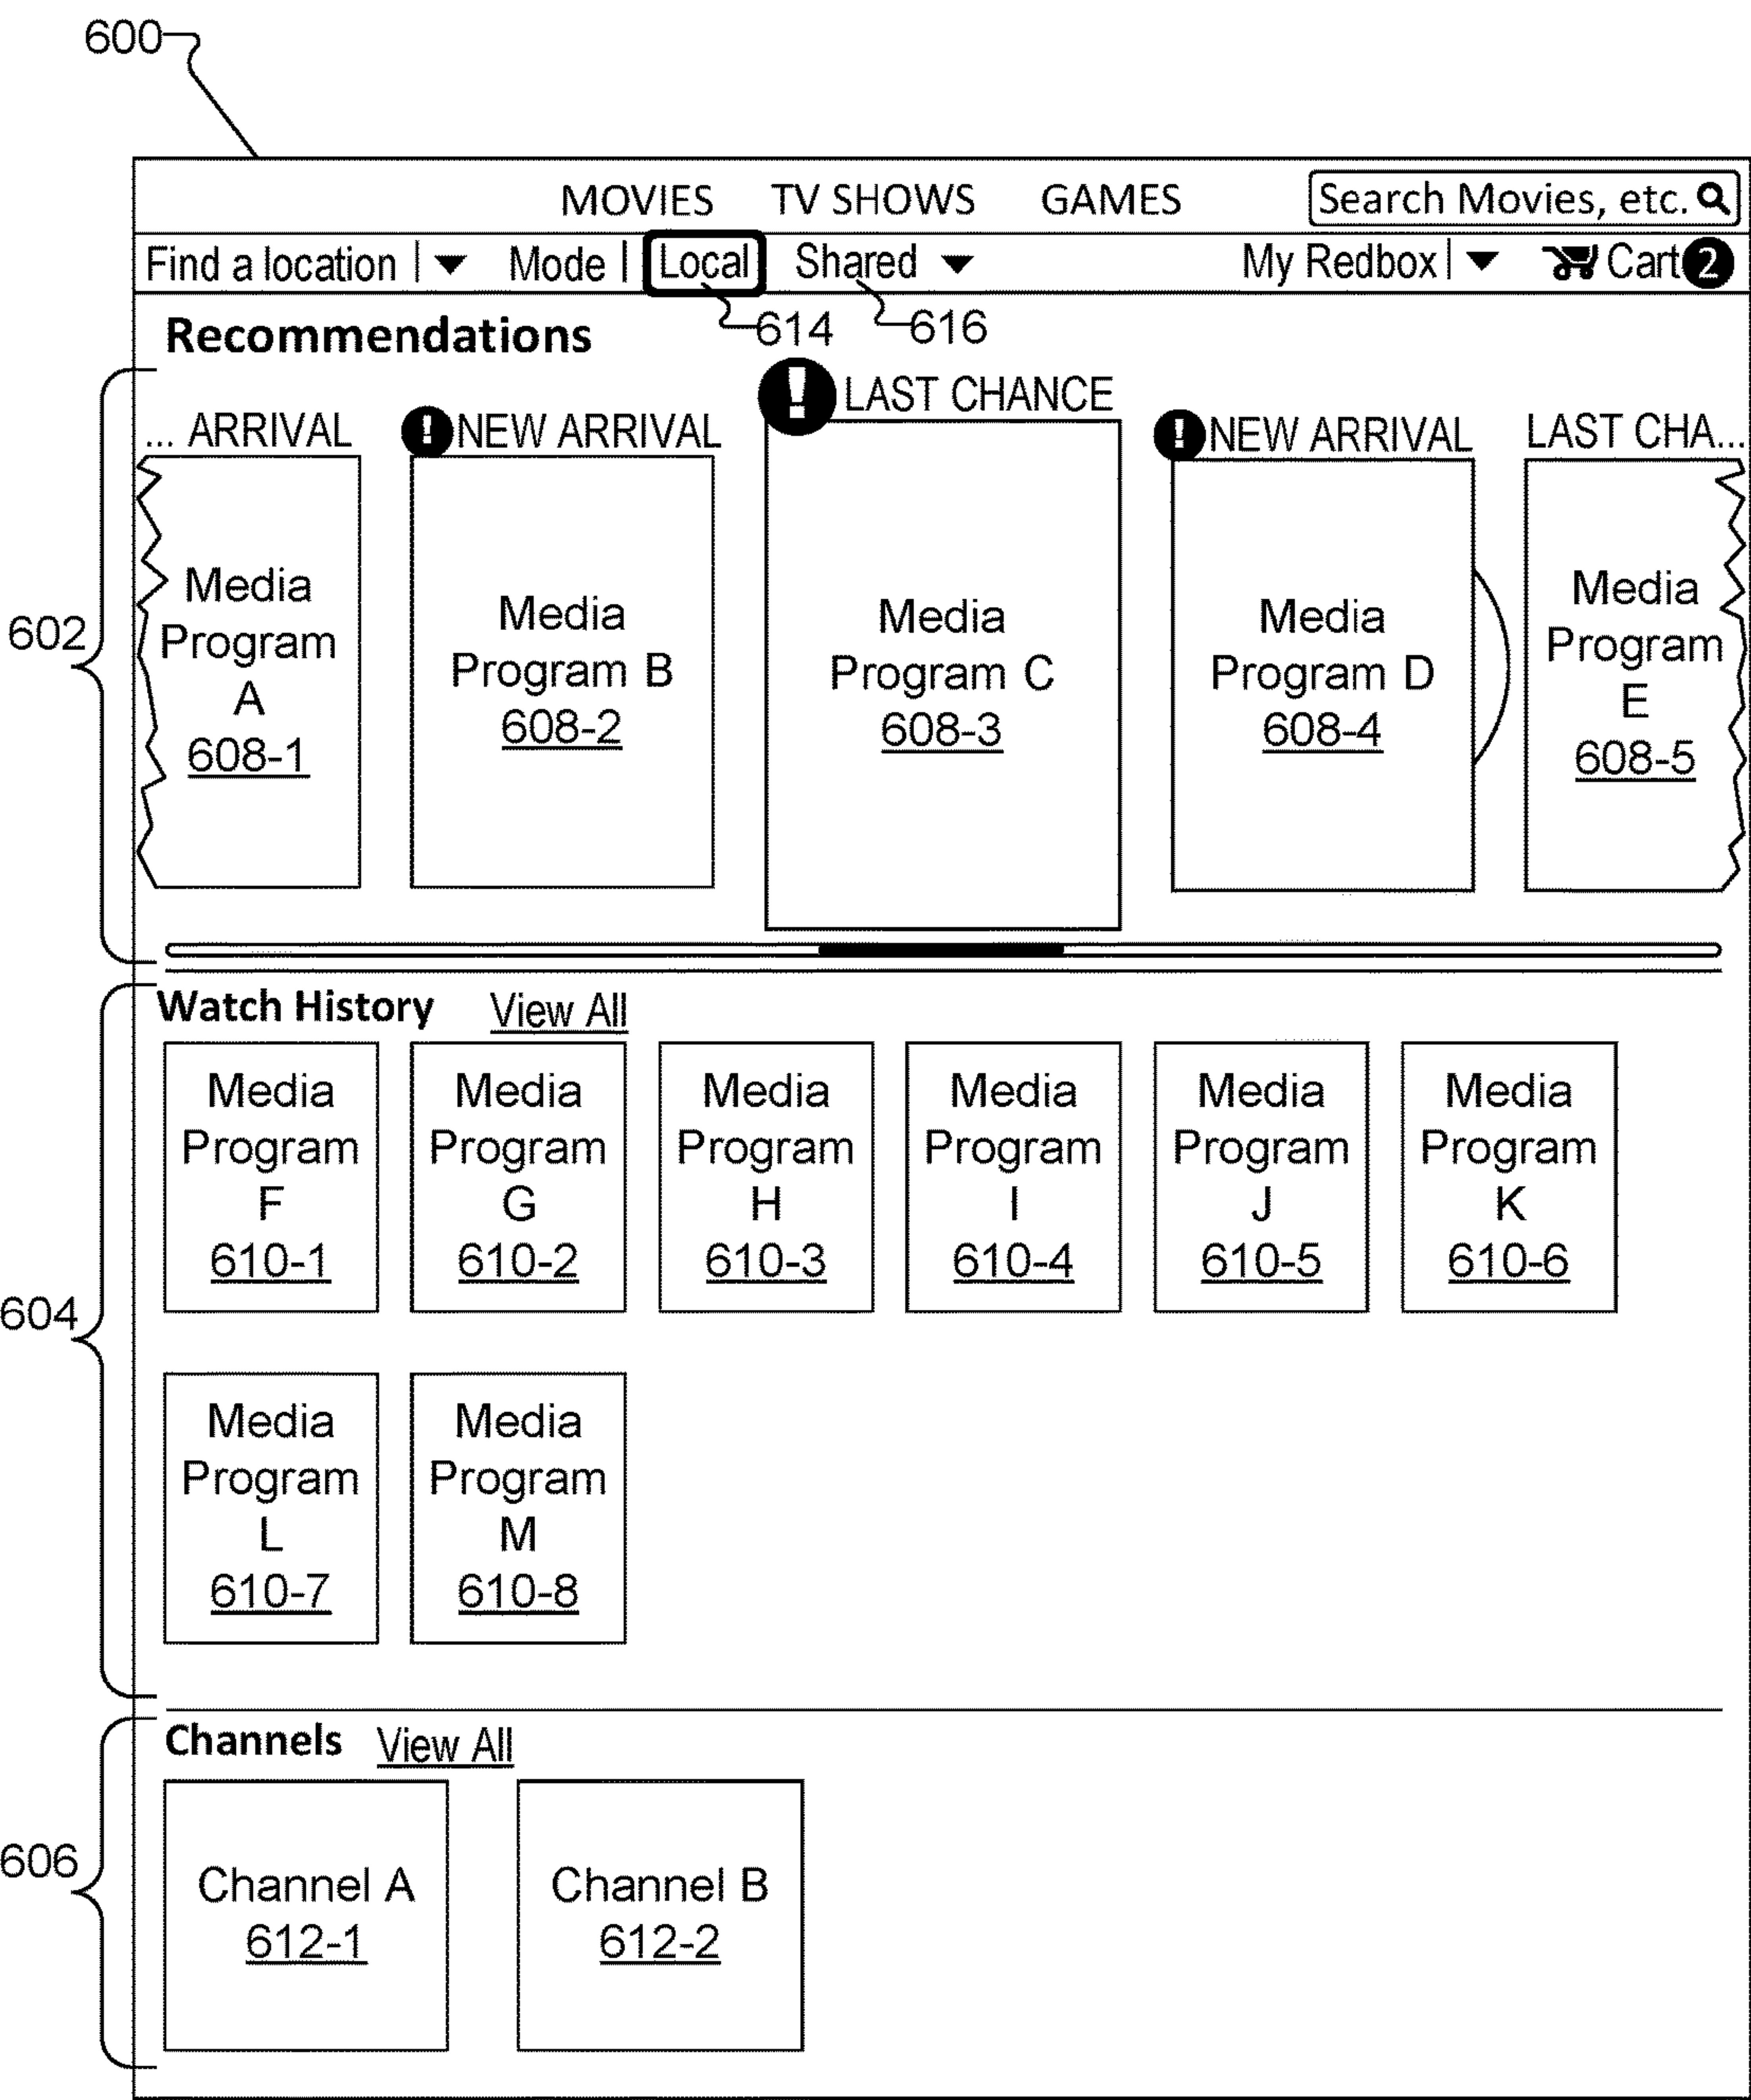 600
MOVIES TV SHOWS GAMES Search Movies, etc.
Find a location Mode Local Shared My Redbox Cart 2
614 616
Recommendations
! LAST CHANCE
... ARRIVAL ! NEW ARRIVAL ! NEW ARRIVAL LAST CHA...
602
Media Program A 608-1
Media Program B 608-2
Media Program C 608-3
Media Program D 608-4
Media Program E 608-5
604
Watch History View All
Media Program F 610-1
Media Program G 610-2
Media Program H 610-3
Media Program I 610-4
Media Program J 610-5
Media Program K 610-6
Media Program L 610-7
Media Program M 610-8
606
Channels View All
Channel A 612-1
Channel B 612-2